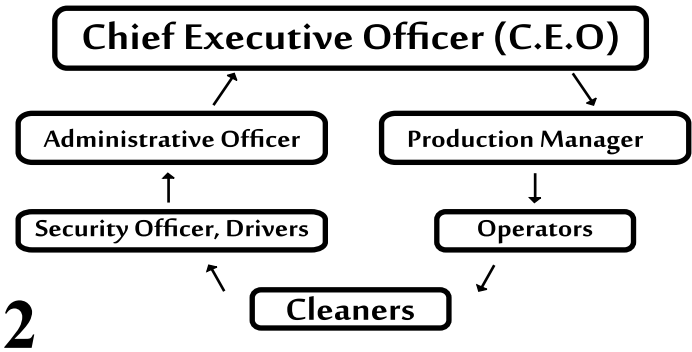 Chief Executive Officer (C.E.O)
Administrative Officer
Production Manager
Security Officer, Drivers
Operators
Cleaners
2